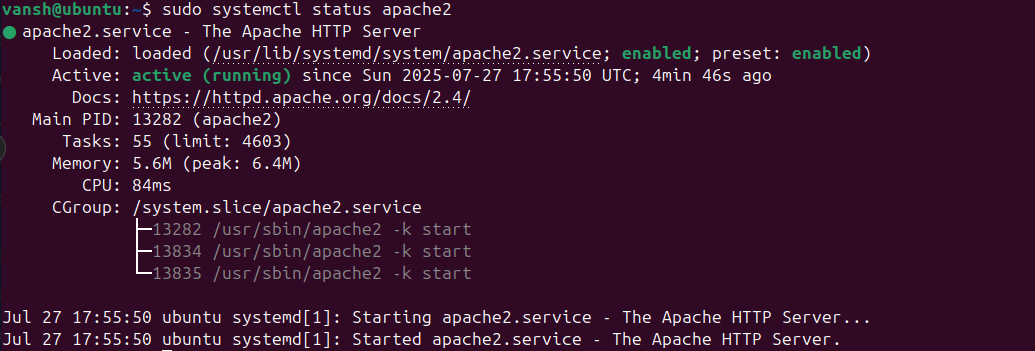 vansh@ubuntu:~$ sudo systemctl status apache2
● apache2.service - The Apache HTTP Server
     Loaded: loaded (/usr/lib/systemd/system/apache2.service; enabled; preset: enabled)
     Active: active (running) since Sun 2025-07-27 17:55:50 UTC; 4min 46s ago
       Docs: https://httpd.apache.org/docs/2.4/
   Main PID: 13282 (apache2)
      Tasks: 55 (limit: 4603)
     Memory: 5.6M (peak: 6.4M)
        CPU: 84ms
     CGroup: /system.slice/apache2.service
             ├─13282 /usr/sbin/apache2 -k start
             ├─13834 /usr/sbin/apache2 -k start
             └─13835 /usr/sbin/apache2 -k start

Jul 27 17:55:50 ubuntu systemd[1]: Starting apache2.service - The Apache HTTP Server...
Jul 27 17:55:50 ubuntu systemd[1]: Started apache2.service - The Apache HTTP Server.